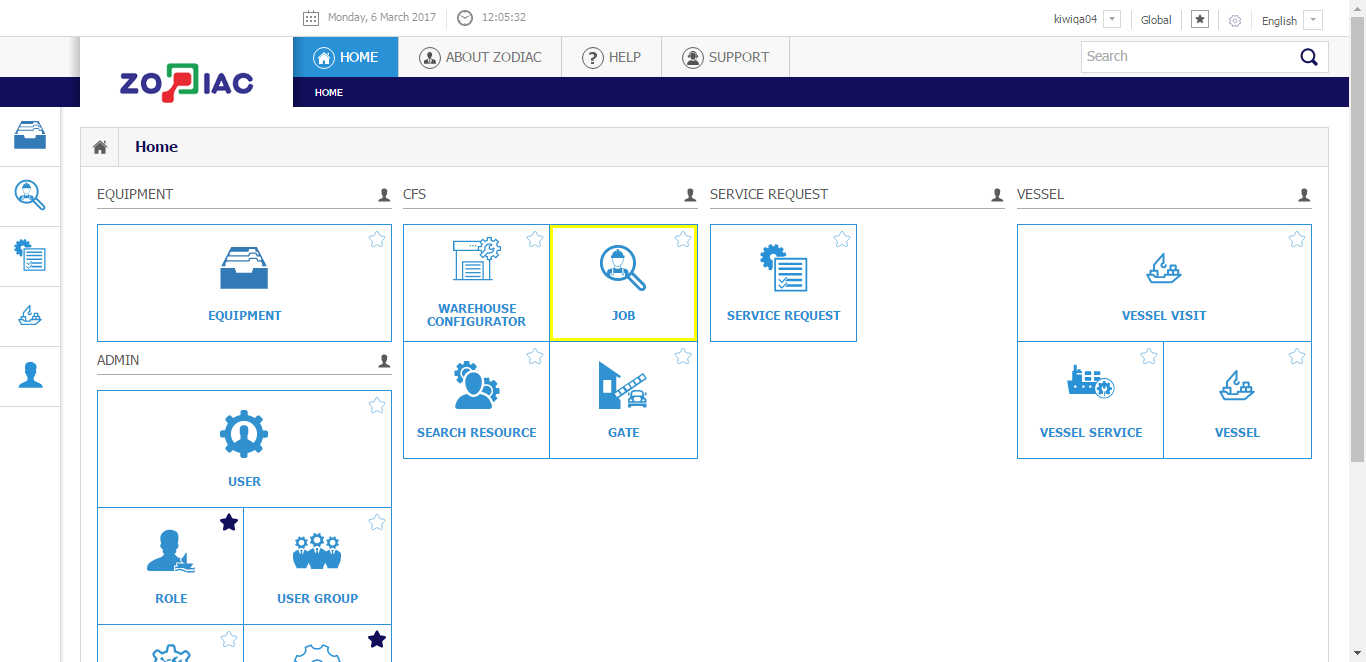 Monday, 6 March 2017
12:05:32
kiwiqa04
Global
English
ZODIAC
HOME
ABOUT ZODIAC
? HELP
SUPPORT
Search
HOME
Home
EQUIPMENT
CFS
SERVICE REQUEST
VESSEL
EQUIPMENT
WAREHOUSE
CONFIGURATOR
JOB
SERVICE REQUEST
VESSEL VISIT
ADMIN
SEARCH RESOURCE
GATE
VESSEL SERVICE
VESSEL
USER
ROLE
USER GROUP